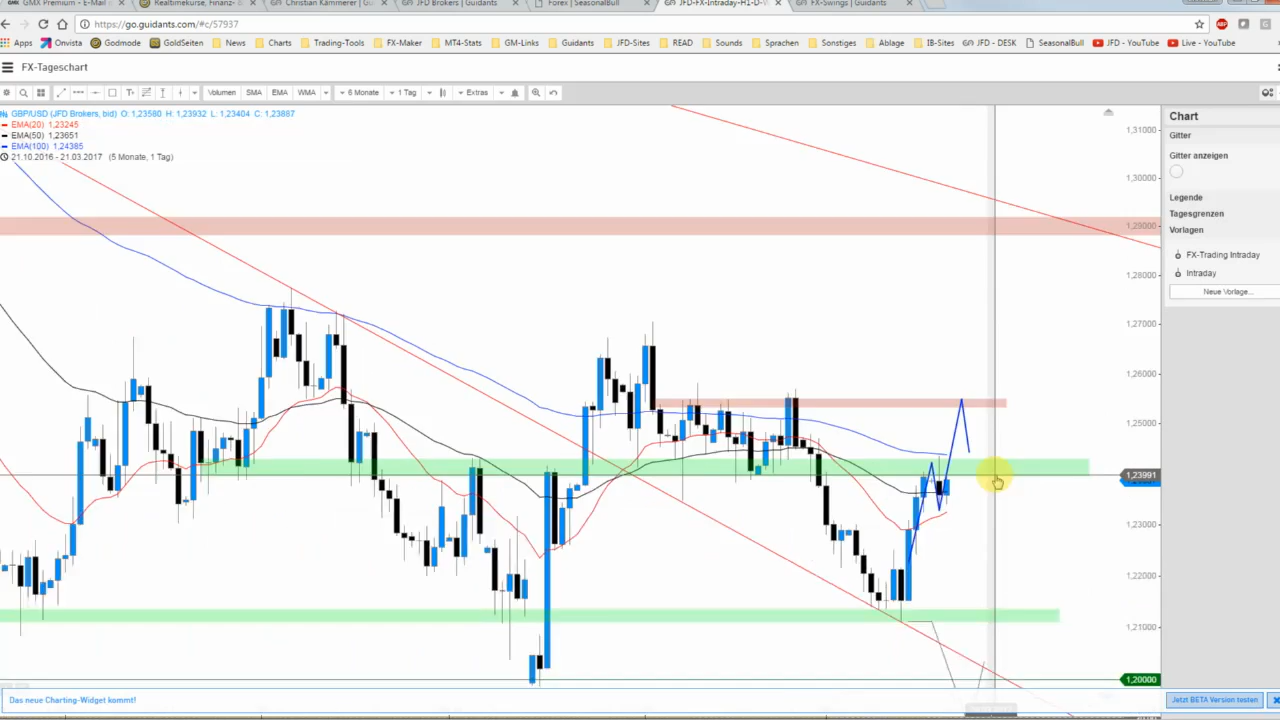 GMX Premium - E-Mail
Realtimekurse, Finanz-
Christian Kämmerer | Gu
JFD Brokers | Guidants
Forex | SeasonalBull
JFD-FX-Intraday-H1-D-W
FX-Swings | Guidants
https://go.guidants.com/#c/57937
ABP
Apps Onvista Godmode GoldSeiten News Charts Trading-Tools FX-Maker MT4-Stats GM-Links Guidants JFD-Sites READ Sounds Sprachen Sonstiges Ablage IB-Sites JFD - DESK SeasonalBull JFD - YouTube Live - YouTube
FX-Tageschart
Volumen SMA EMA WMA 6 Monate 1 Tag Extras
GBP/USD (JFD Brokers, bid) O: 1,23580 H: 1,23932 L: 1,23404 C: 1,23887
EMA(20) 1,23245
EMA(50) 1,23651
EMA(100) 1,24385
21.10.2016 - 21.03.2017 (5 Monate, 1 Tag)
1,31000
1,30000
1,29000
1,28000
1,27000
1,26000
1,25000
1,23991
1,23000
1,22000
1,21000
1,20000
Chart
Gitter
Gitter anzeigen
Legende
Tagesgrenzen
Vorlagen
FX-Trading Intraday
Intraday
Neue Vorlage...
Das neue Charting-Widget kommt!
Jetzt BETA Version testen